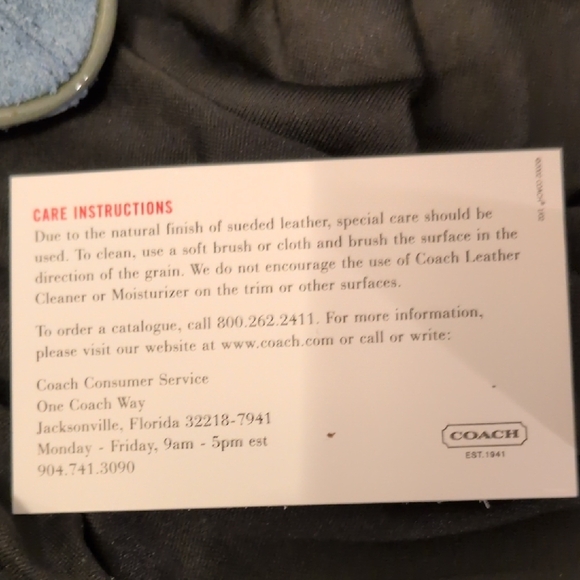 CARE INSTRUCTIONS
Due to the natural finish of sueded leather, special care should be
used. To clean, use a soft brush or cloth and brush the surface in the
direction of the grain. We do not encourage the use of Coach Leather
Cleaner or Moisturizer on the trim or other surfaces.
To order a catalogue, call 800.262.2411. For more information,
please visit our website at www.coach.com or call or write:
Coach Consumer Service
One Coach Way
Jacksonville, Florida 32218-7941
Monday - Friday, 9am - 5pm est
904.741.3090
COACH
EST.1941